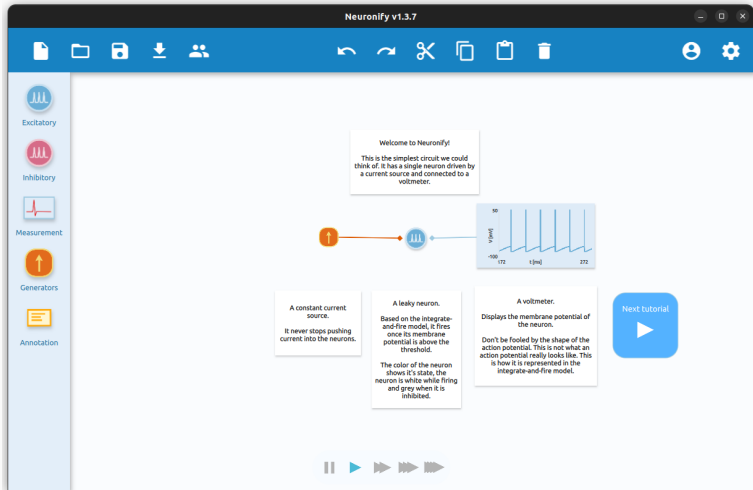 Neuronify v1.3.7
Excitatory
Inhibitory
Measurement
Generators
Annotation
Welcome to Neuronify!
This is the simplest circuit we could
think of. It has a single neuron driven by
a current source and connected to a
voltmeter.
50
V [mV]
-100
172
t [ms]
272
A constant current
source.
It never stops pushing
current into the neurons.
A leaky neuron.
Based on the integrate-
and-fire model, it fires
once its membrane
potential is above the
threshold.
The color of the neuron
shows it's state, the
neuron is white while firing
and grey when it is
inhibited.
A voltmeter.
Displays the membrane potential of
the neuron.
Don't be fooled by the shape of the
action potential. This is not what an
action potential really looks like. This
is how it is represented in the
integrate-and-fire model.
Next tutorial